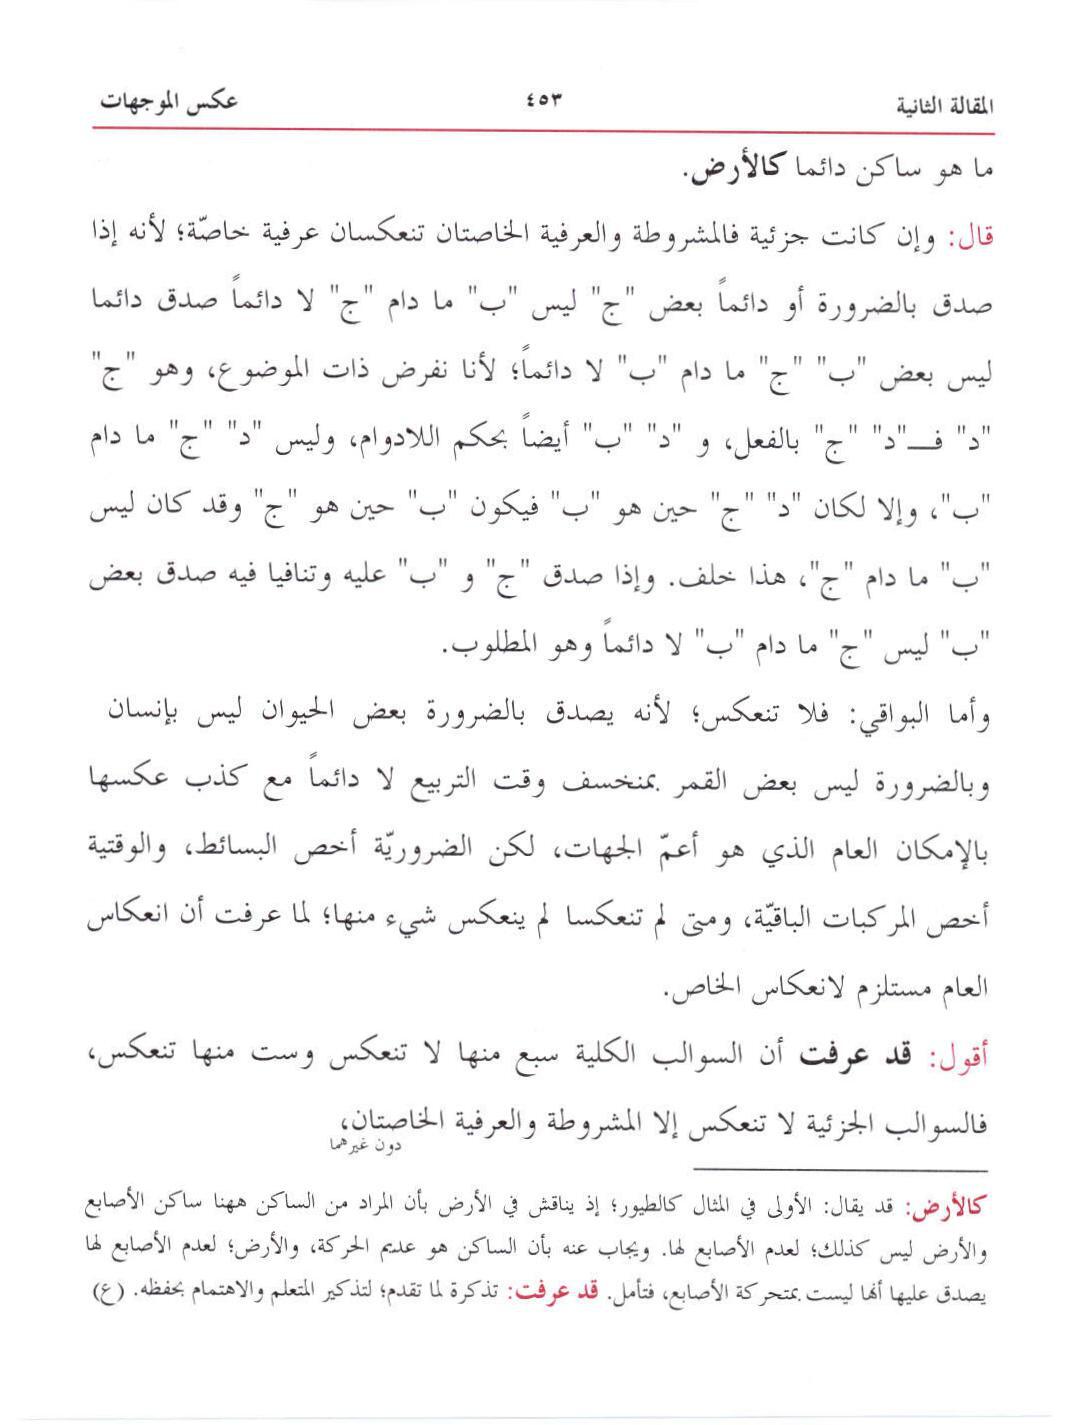 المقالة الثانية ٤٥٣ عكس الموجهات
ما هو ساكن دائما كالأرض.
قال: وإن كانت جزئية فالمشروطة والعرفية الخاصتان تنعكسان عرفية خاصّة؛ لأنه إذا
صدق بالضرورة أو دائماً بعض "ج" ليس "ب" ما دام "ج" لا دائماً صدق دائما
ليس بعض "ب" "ج" ما دام "ب" لا دائماً؛ لأنا نفرض ذات الموضوع، وهو "ج"
"د" فـــ"د" "ج" بالفعل، و "د" "ب" أيضاً بحكم اللادوام، وليس "د" "ج" ما دام
"ب"، وإلا لكان "د" "ج" حين هو "ب" فيكون "ب" حين هو "ج" وقد كان ليس
"ب" ما دام "ج"، هذا خلف. وإذا صدق "ج" و "ب" عليه وتنافيا فيه صدق بعض
"ب" ليس "ج" ما دام "ب" لا دائماً وهو المطلوب.
وأما البواقي: فلا تنعكس؛ لأنه يصدق بالضرورة بعض الحيوان ليس بإنسان
وبالضرورة ليس بعض القمر بمنخسف وقت التربيع لا دائماً مع كذب عكسها
بالإمكان العام الذي هو أعمّ الجهات، لكن الضروريّة أخص البسائط، والوقتية
أخص المركبات الباقيّة، ومتى لم تنعكسا لم ينعكس شيء منها؛ لما عرفت أن انعكاس
العام مستلزم لانعكاس الخاص.
أقول: قد عرفت أن السوالب الكلية سبع منها لا تنعكس وست منها تنعكس،
فالسوالب الجزئية لا تنعكس إلا المشروطة والعرفية الخاصتان،
دون غيرهما
كالأرض: قد يقال: الأولى في المثال كالطيور؛ إذ يناقش في الأرض بأن المراد من الساكن ههنا ساكن الأصابع
والأرض ليس كذلك؛ لعدم الأصابع لها. ويجاب عنه بأن الساكن هو عديم الحركة، والأرض؛ لعدم الأصابع لها
يصدق عليها أنها ليست بمتحركة الأصابع، فتأمل. قد عرفت: تذكرة لما تقدم؛ لتذكير المتعلم والاهتمام بحفظه. (ع)